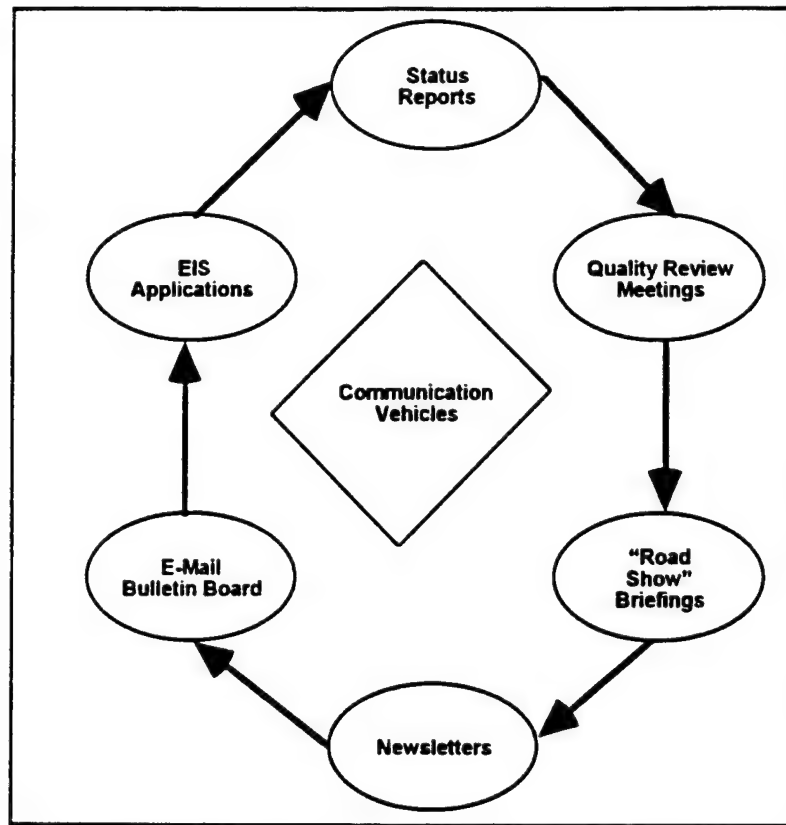 Status
Reports
Quality Review
Meetings
"Road
Show"
Briefings
Newsletters
E-Mail
Bulletin Board
EIS
Applications
Communication
Vehicles